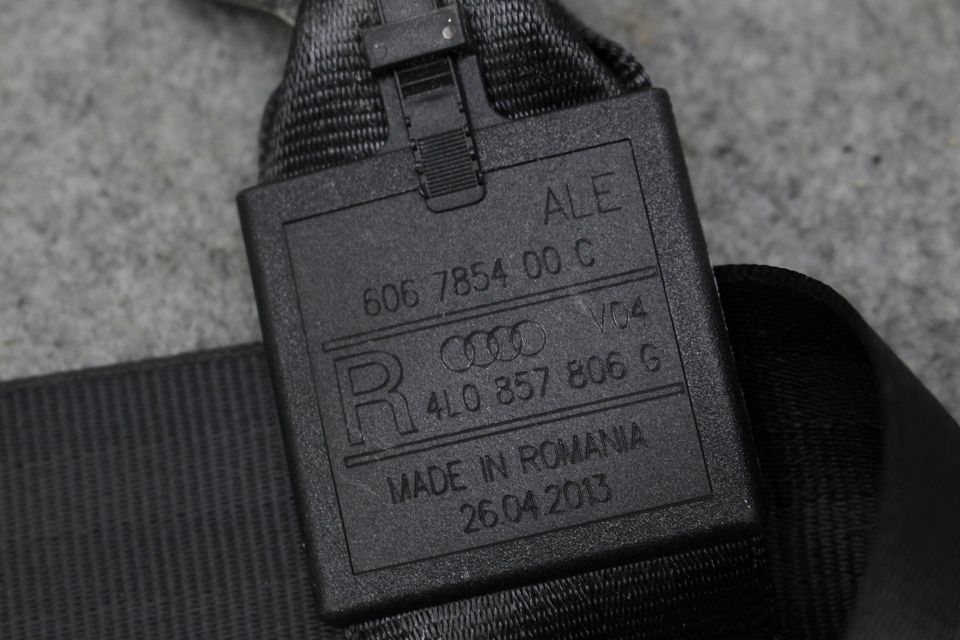 ALE
606 7854 00 C
V04
R
4L0 857 806 G
MADE IN ROMANIA
26.04.2013